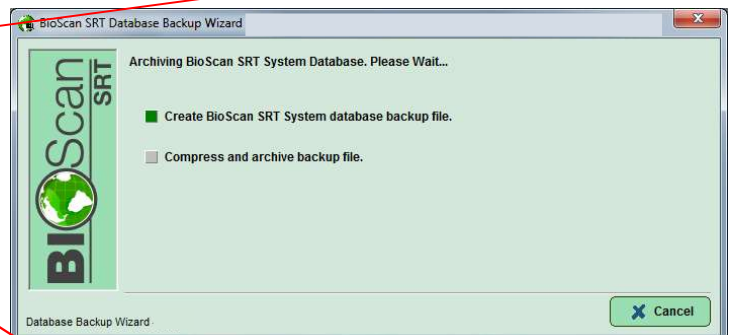 BioScan SRT Database Backup Wizard
BIOScan
SRT
Archiving BioScan SRT System Database. Please Wait...
Create BioScan SRT System database backup file.
Compress and archive backup file.
Database Backup Wizard
Cancel